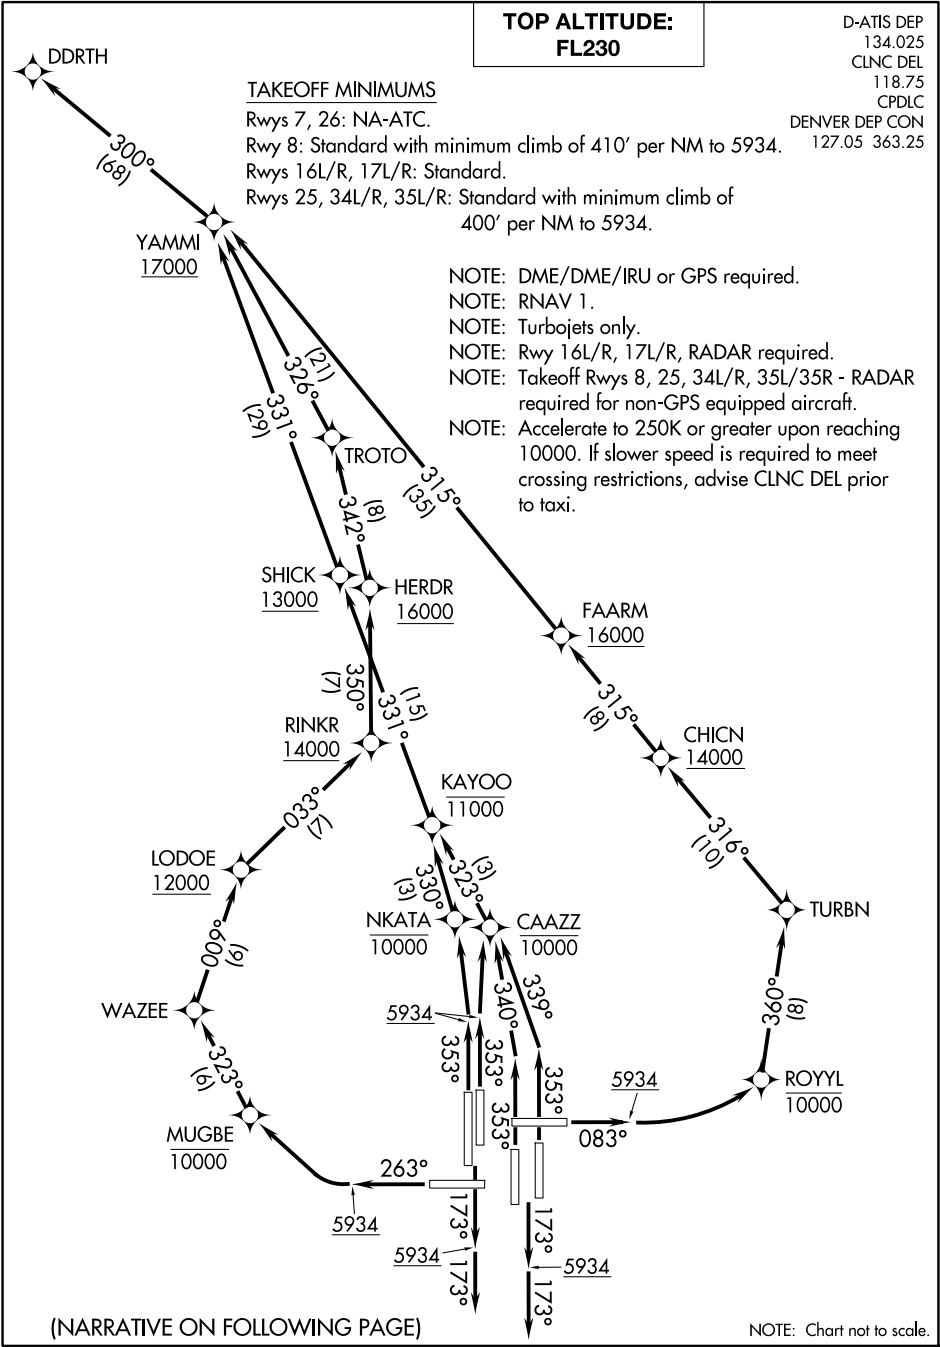 TOP ALTITUDE:
FL230
D-ATIS DEP
134.025
CLNC DEL
118.75
CPDLC
DENVER DEP CON
127.05 363.25
TAKEOFF MINIMUMS
Rwys 7, 26: NA-ATC.
Rwy 8: Standard with minimum climb of 410' per NM to 5934.
Rwys 16L/R, 17L/R: Standard.
Rwys 25, 34L/R, 35L/R: Standard with minimum climb of
400' per NM to 5934.
NOTE: DME/DME/IRU or GPS required.
NOTE: RNAV 1.
NOTE: Turbojets only.
NOTE: Rwy 16L/R, 17L/R, RADAR required.
NOTE: Takeoff Rwys 8, 25, 34L/R, 35L/35R - RADAR
required for non-GPS equipped aircraft.
NOTE: Accelerate to 250K or greater upon reaching
10000. If slower speed is required to meet
crossing restrictions, advise CLNC DEL prior
to taxi.
DDRTH
300°
(68)
YAMMI
17000
326°
(21)
331°
(29)
315°
(35)
TROTO
342°
(8)
SHICK
13000
HERDR
16000
FAARM
16000
350°
(7)
331°
(15)
315°
(8)
RINKR
14000
CHICN
14000
KAYOO
11000
033°
(7)
316°
(10)
LODOE
12000
330°
(3)
323°
(3)
NKATA
10000
CAAZZ
10000
TURBN
009°
(6)
340°
339°
360°
(8)
WAZEE
5934
353°
353°
353°
353°
323°
(6)
5934
ROYYL
10000
083°
MUGBE
10000
263°
5934
173°
173°
5934
5934
173°
173°
(NARRATIVE ON FOLLOWING PAGE)
NOTE: Chart not to scale.